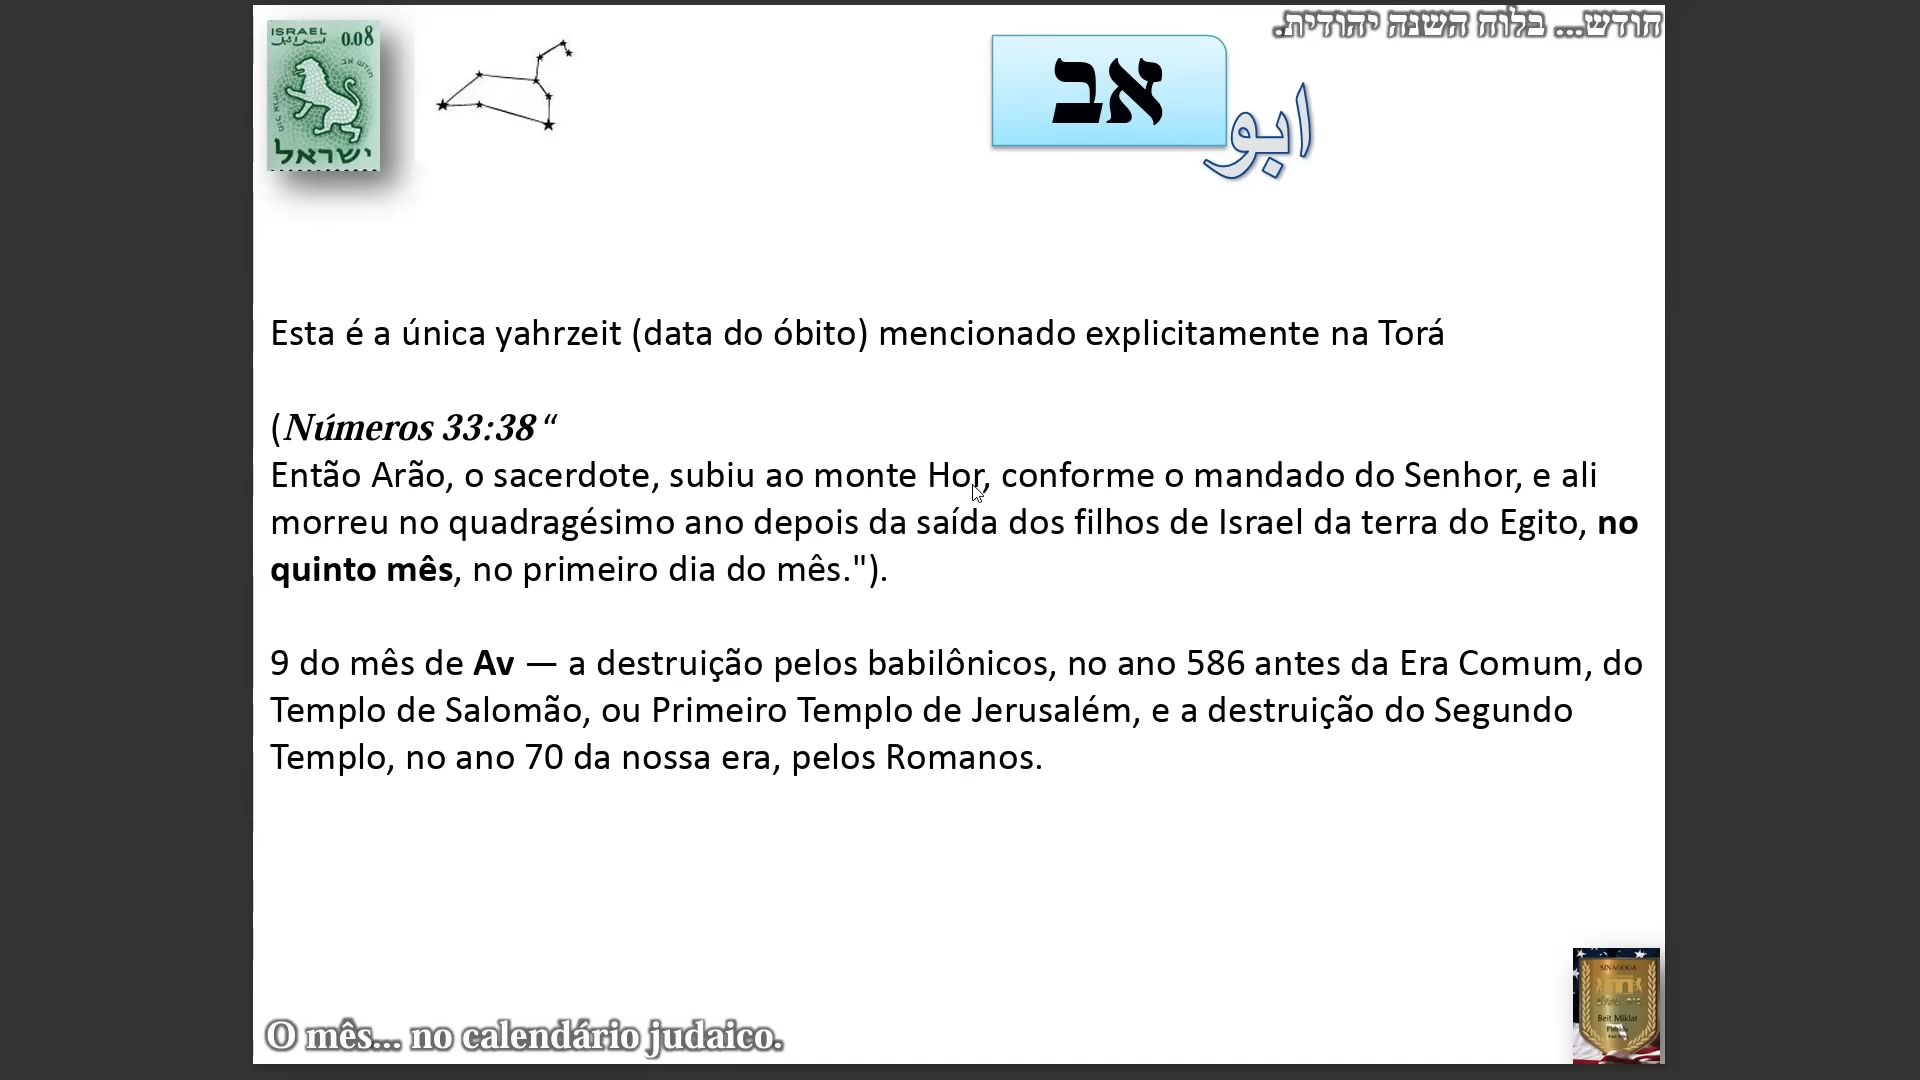 חודש... בלוח השנה יהודית.
ISRAEL
اسرائيل
0.08
חודש אב
ישראל
אב
ابو
Esta é a única yahrzeit (data do óbito) mencionado explicitamente na Torá
(Números 33:38 “
Então Arão, o sacerdote, subiu ao monte Hor, conforme o mandado do Senhor, e ali
morreu no quadragésimo ano depois da saída dos filhos de Israel da terra do Egito, no
quinto mês, no primeiro dia do mês.").
9 do mês de Av — a destruição pelos babilônicos, no ano 586 antes da Era Comum, do
Templo de Salomão, ou Primeiro Templo de Jerusalém, e a destruição do Segundo
Templo, no ano 70 da nossa era, pelos Romanos.
SINAGOGA
Beit Miklat
O mês... no calendário judaico.